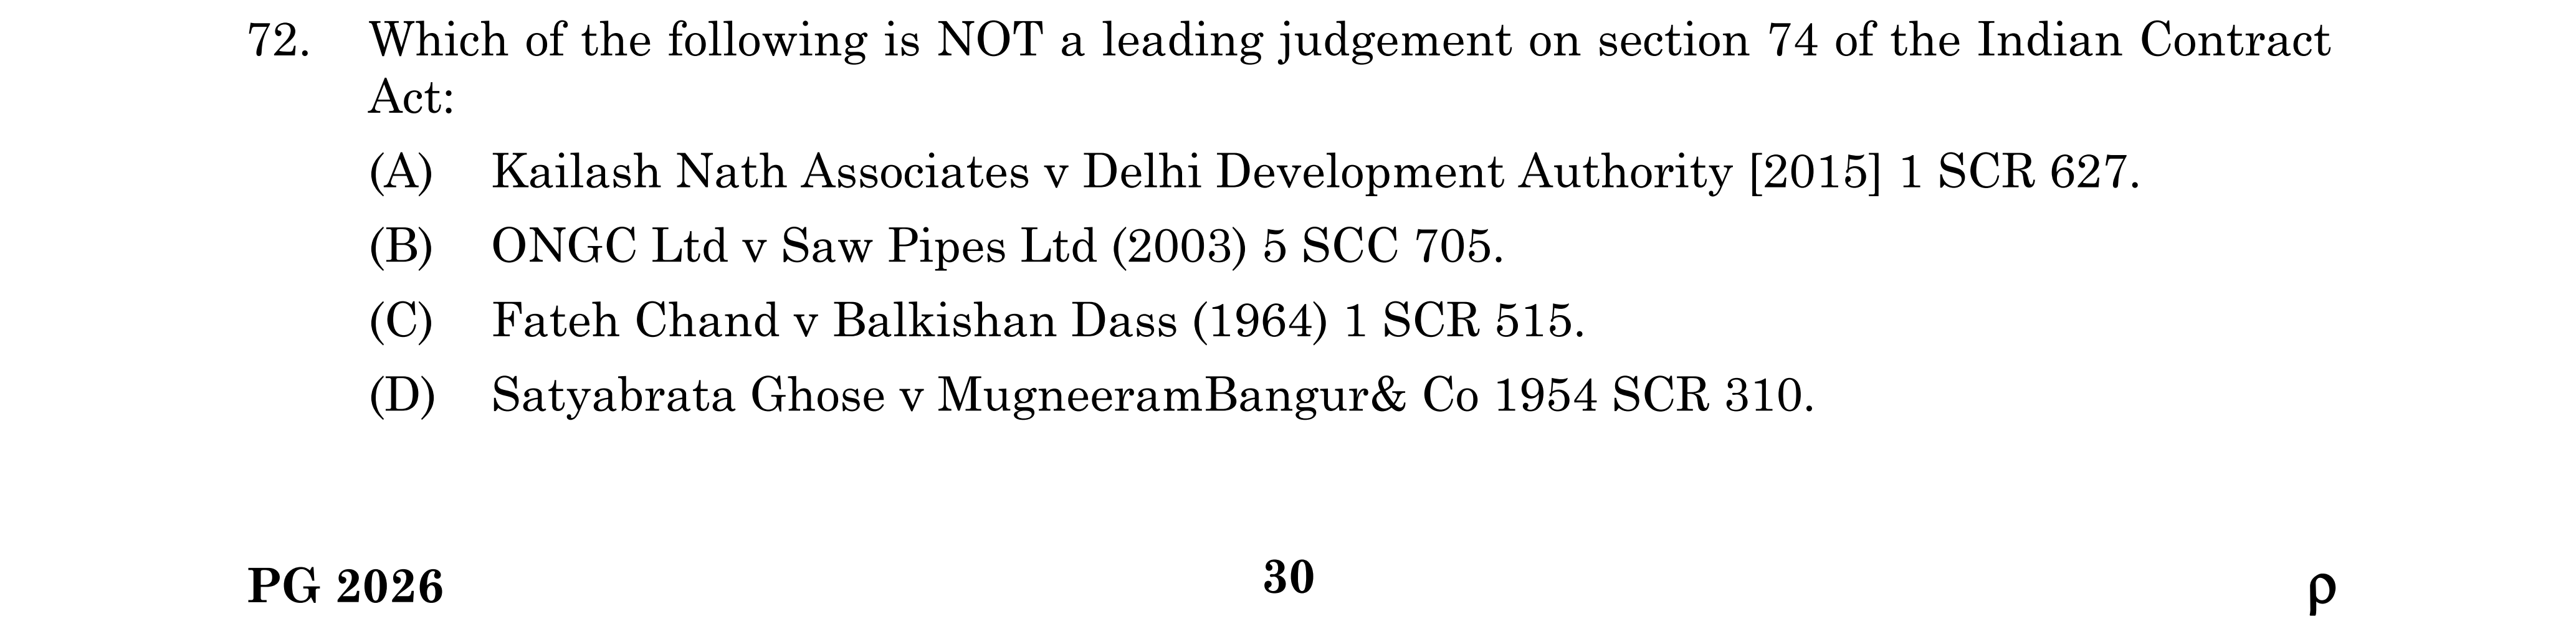 72. Which of the following is NOT a leading judgement on section 74 of the Indian Contract
Act:
(A) Kailash Nath Associates v Delhi Development Authority [2015] 1 SCR 627.
(B) ONGC Ltd v Saw Pipes Ltd (2003) 5 SCC 705.
(C) Fateh Chand v Balkishan Dass (1964) 1 SCR 515.
(D) Satyabrata Ghose v MugneeramBangur& Co 1954 SCR 310.
PG 2026 30 ρ